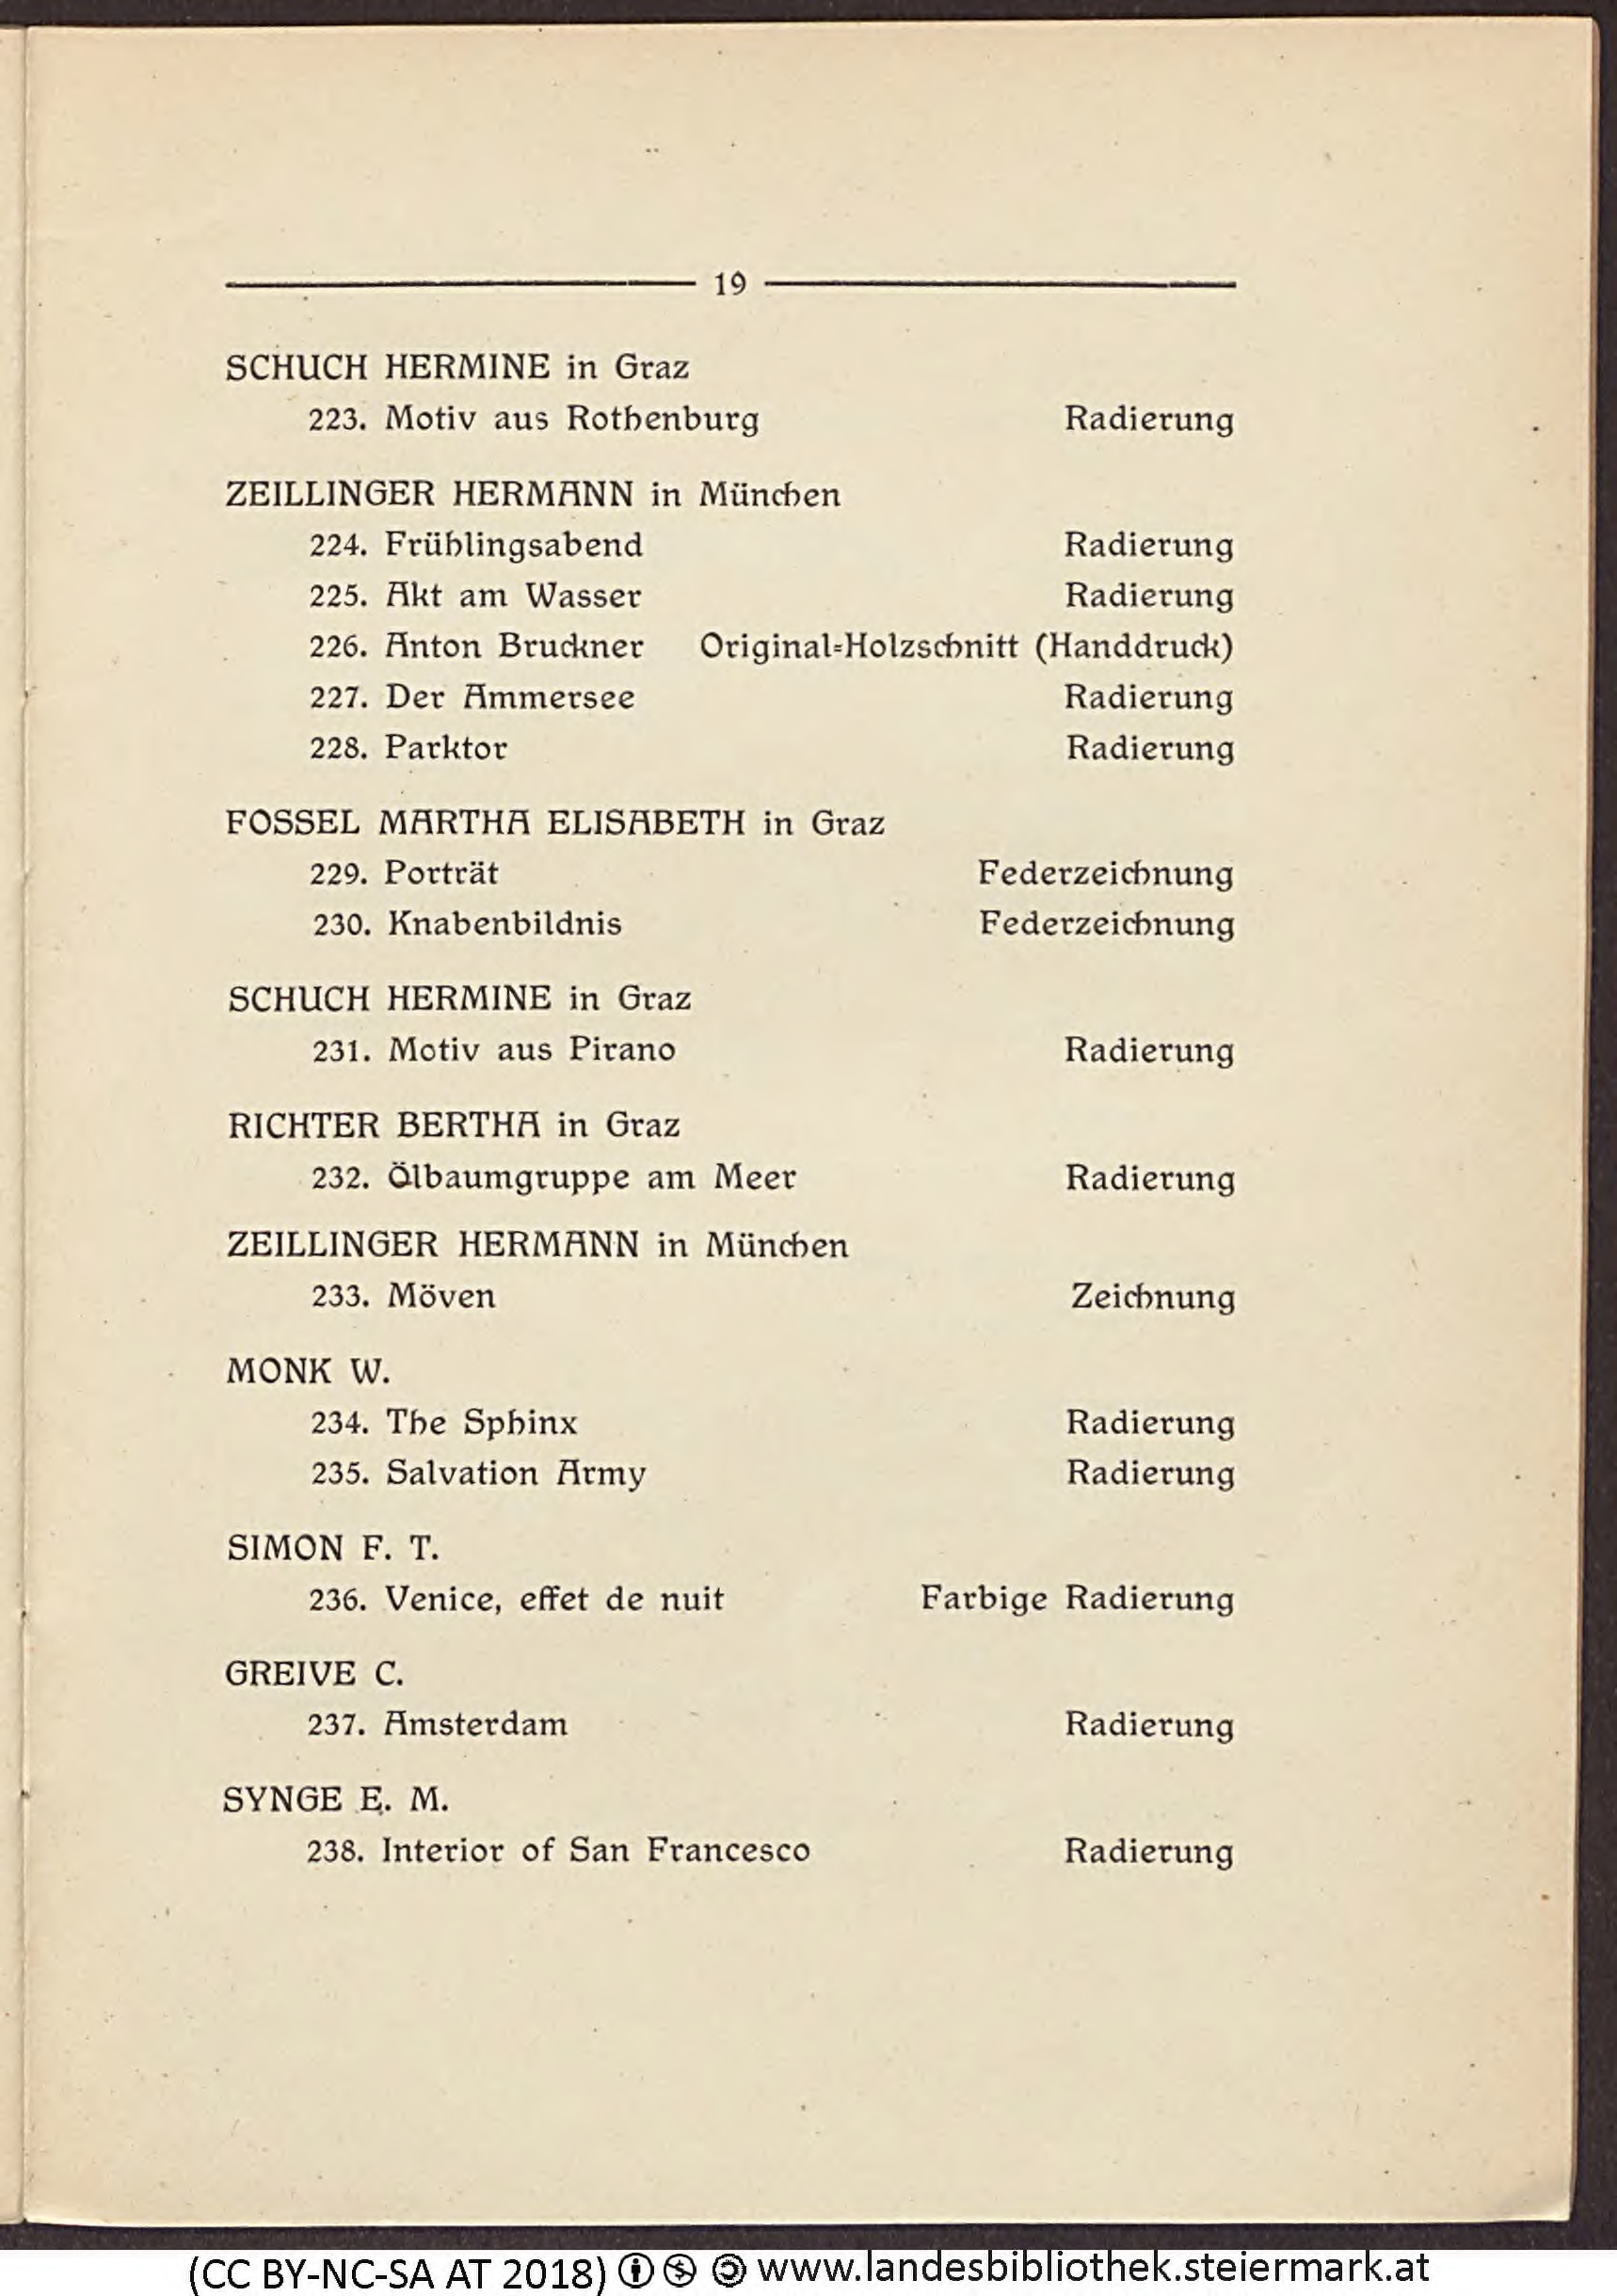 19
SCHUCH HERMINE in Graz
223. Motiv aus Rothenburg Radierung
ZEILLINGER HERMANN in München
224. Frühlingsabend Radierung
225. Akt am Wasser Radierung
226. Anton Bruckner Original=Holzschnitt (Handdruck)
227. Der Ammersee Radierung
228. Parktor Radierung
FOSSEL MARTHA ELISABETH in Graz
229. Porträt Federzeichnung
230. Knabenbildnis Federzeichnung
SCHUCH HERMINE in Graz
231. Motiv aus Pirano Radierung
RICHTER BERTHA in Graz
232. Ölbaumgruppe am Meer Radierung
ZEILLINGER HERMANN in München
233. Möven Zeichnung
MONK W.
234. The Sphinx Radierung
235. Salvation Army Radierung
SIMON F. T.
236. Venice, effet de nuit Farbige Radierung
GREIVE C.
237. Amsterdam Radierung
SYNGE E. M.
238. Interior of San Francesco Radierung
(CC BY-NC-SA AT 2018) www.landesbibliothek.steiermark.at